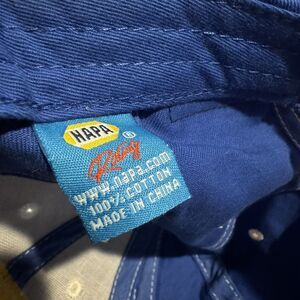 NAPA
®
Racing
www.napa.com
100% COTTON
MADE IN CHINA